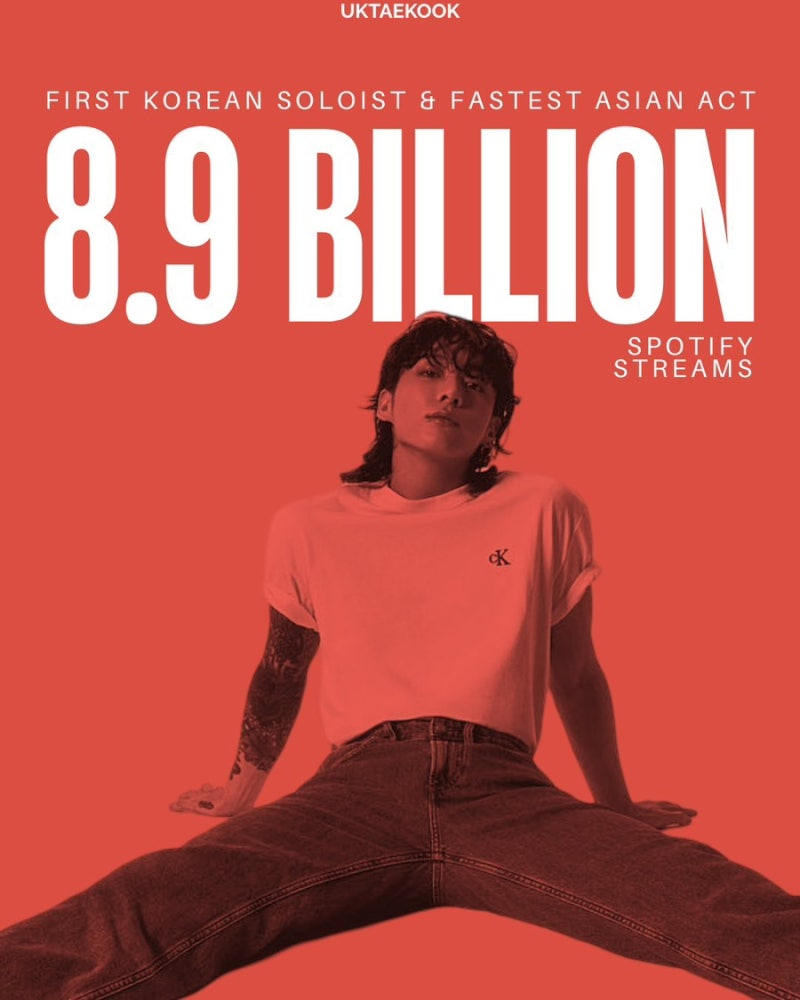 UKTAEKOOK
FIRST KOREAN SOLOIST & FASTEST ASIAN ACT
8.9 BILLION
SPOTIFY
STREAMS
cK